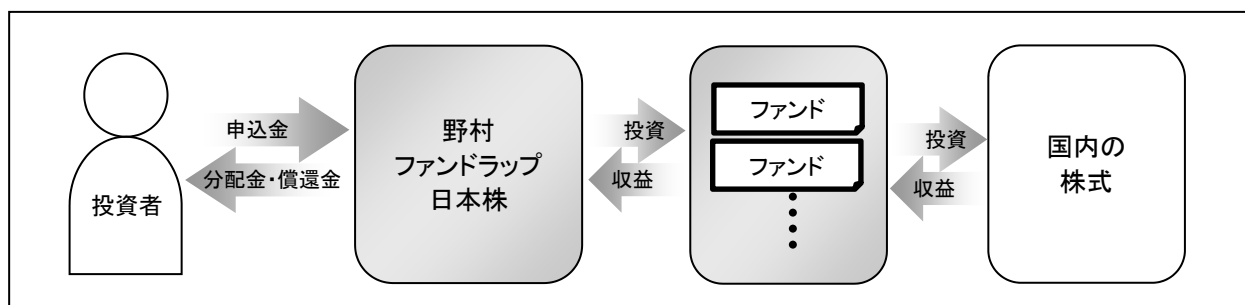 投資者
申込金
分配金・償還金
野村
ファンドラップ
日本株
投資
収益
ファンド
ファンド
投資
収益
国内の
株式